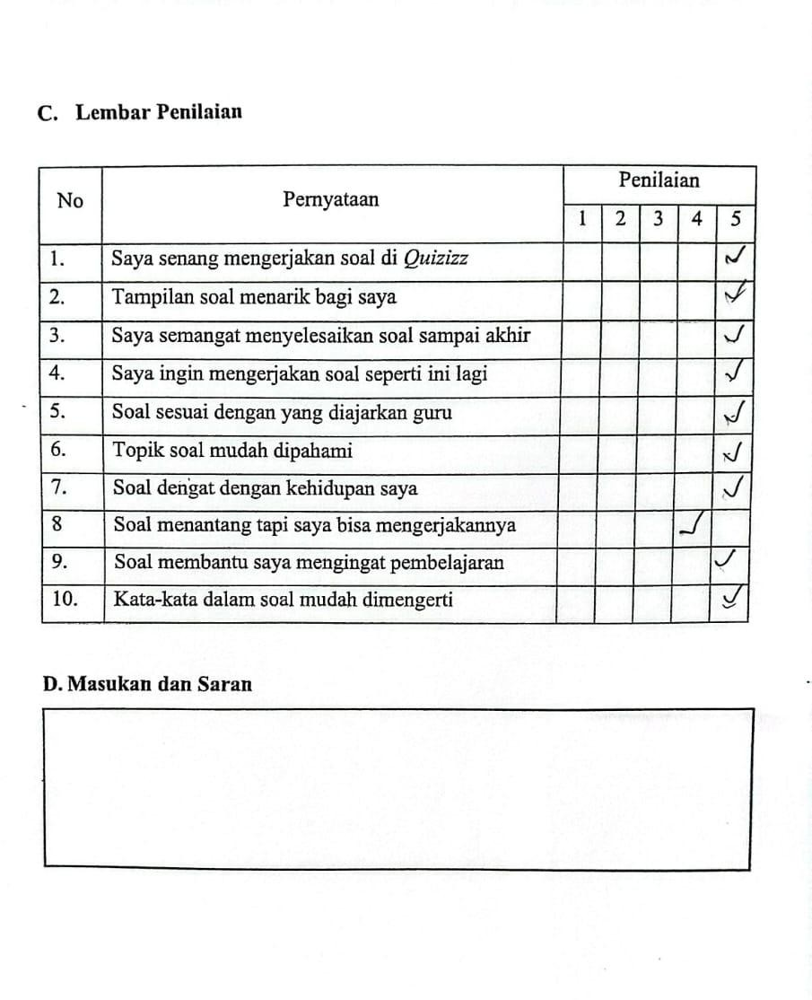 C. Lembar Penilaian
No Pernyataan Penilaian
1 2 3 4 5
1. Saya senang mengerjakan soal di Quizizz ✓
2. Tampilan soal menarik bagi saya ✓
3. Saya semangat menyelesaikan soal sampai akhir ✓
4. Saya ingin mengerjakan soal seperti ini lagi ✓
5. Soal sesuai dengan yang diajarkan guru ✓
6. Topik soal mudah dipahami ✓
7. Soal dengat dengan kehidupan saya ✓
8 Soal menantang tapi saya bisa mengerjakannya ✓
9. Soal membantu saya mengingat pembelajaran ✓
10. Kata-kata dalam soal mudah dimengerti ✓
D. Masukan dan Saran